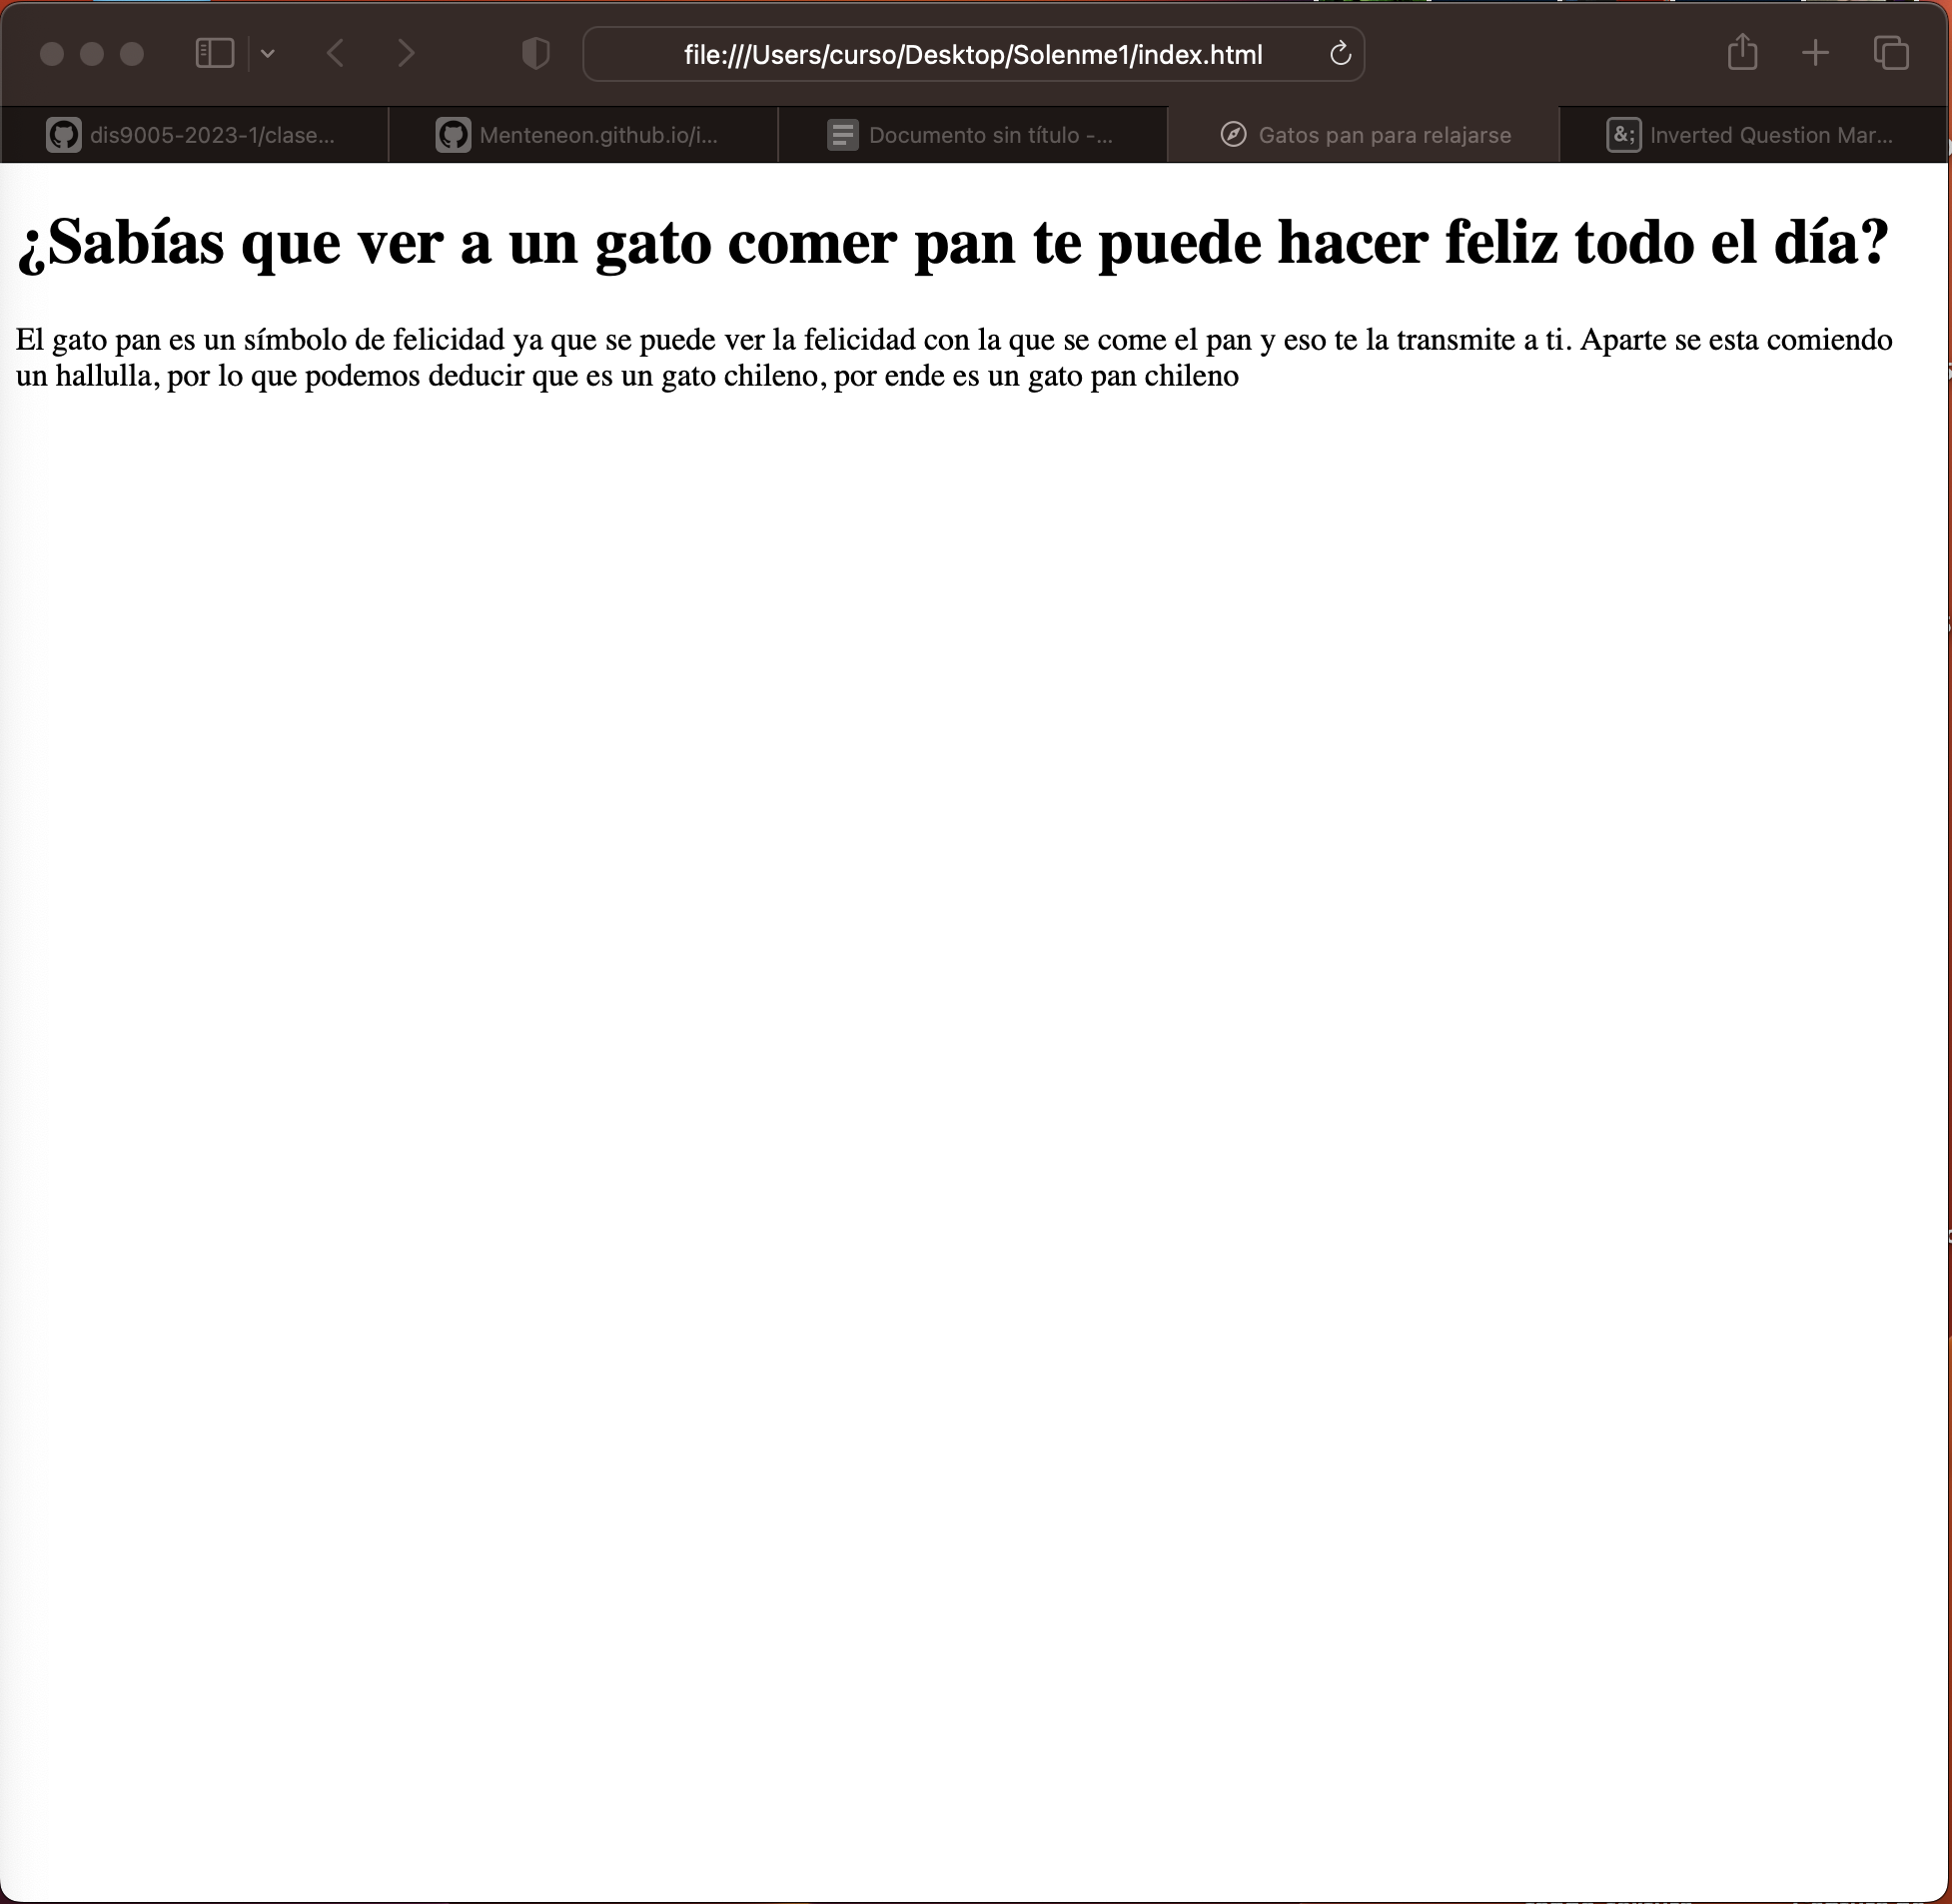 file:///Users/curso/Desktop/Solenme1/index.html
dis9005-2023-1/clase...
Menteneon.github.io/i...
Documento sin título -...
Gatos pan para relajarse
&; Inverted Question Mar...
¿Sabías que ver a un gato comer pan te puede hacer feliz todo el día?
El gato pan es un símbolo de felicidad ya que se puede ver la felicidad con la que se come el pan y eso te la transmite a ti. Aparte se esta comiendo
un hallulla, por lo que podemos deducir que es un gato chileno, por ende es un gato pan chileno